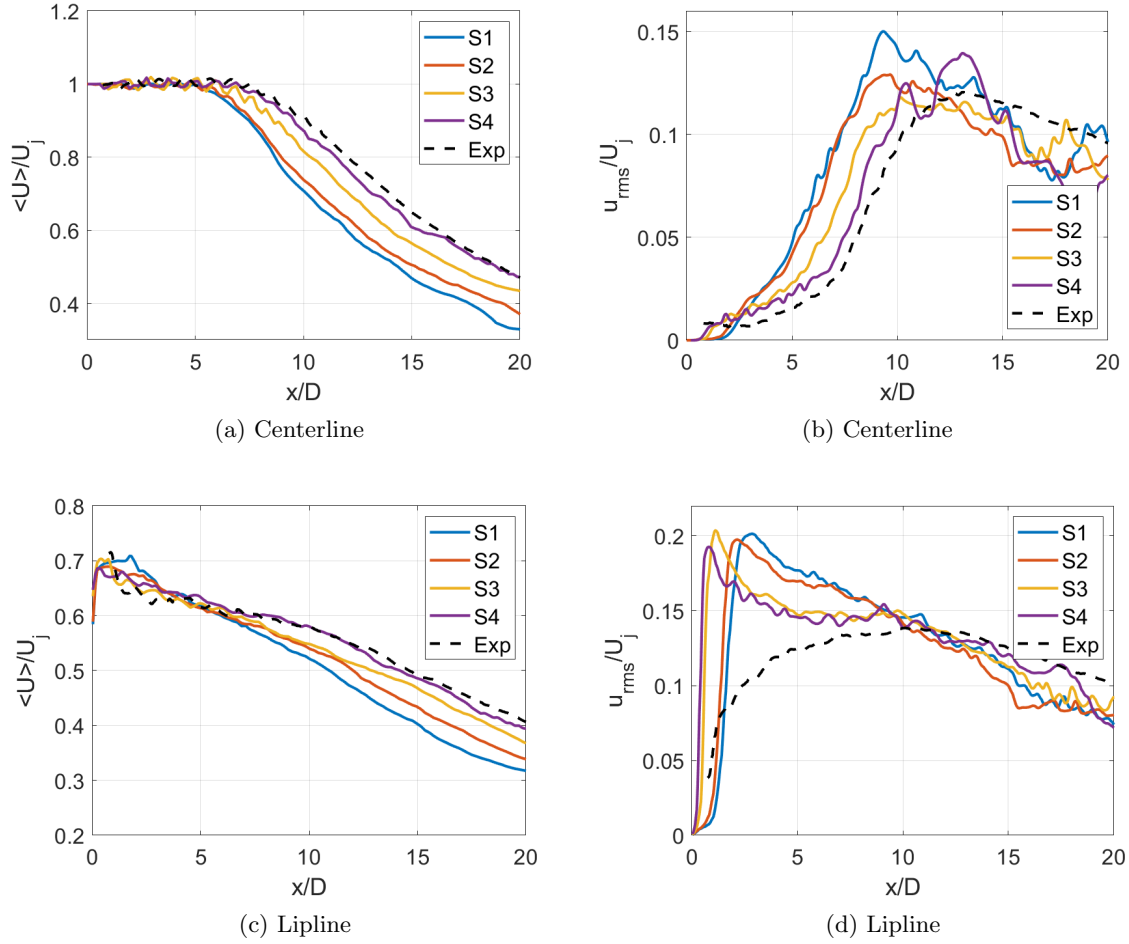 1.2
1
0.8
0.6
0.4
<U>/U_j
0 5 10 15 20
x/D
S1
S2
S3
S4
Exp
(a) Centerline
0.15
0.1
0.05
0
u_rms/U_j
0 5 10 15 20
x/D
S1
S2
S3
S4
Exp
(b) Centerline
0.8
0.7
0.6
0.5
0.4
0.3
0.2
<U>/U_j
0 5 10 15 20
x/D
S1
S2
S3
S4
Exp
(c) Lipline
0.2
0.15
0.1
0.05
0
u_rms/U_j
0 5 10 15 20
x/D
S1
S2
S3
S4
Exp
(d) Lipline